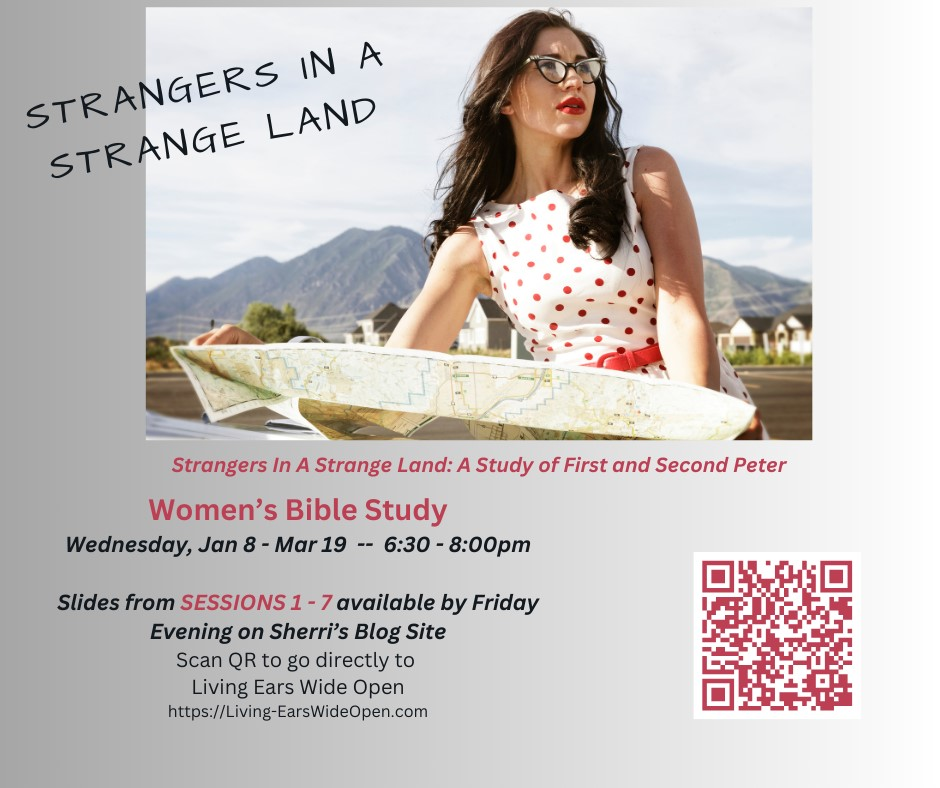 STRANGERS IN A
STRANGE LAND
Strangers In A Strange Land: A Study of First and Second Peter
Women’s Bible Study
Wednesday, Jan 8 - Mar 19 -- 6:30 - 8:00pm
Slides from SESSIONS 1 - 7 available by Friday
Evening on Sherri’s Blog Site
Scan QR to go directly to
Living Ears Wide Open
https://Living-EarsWideOpen.com